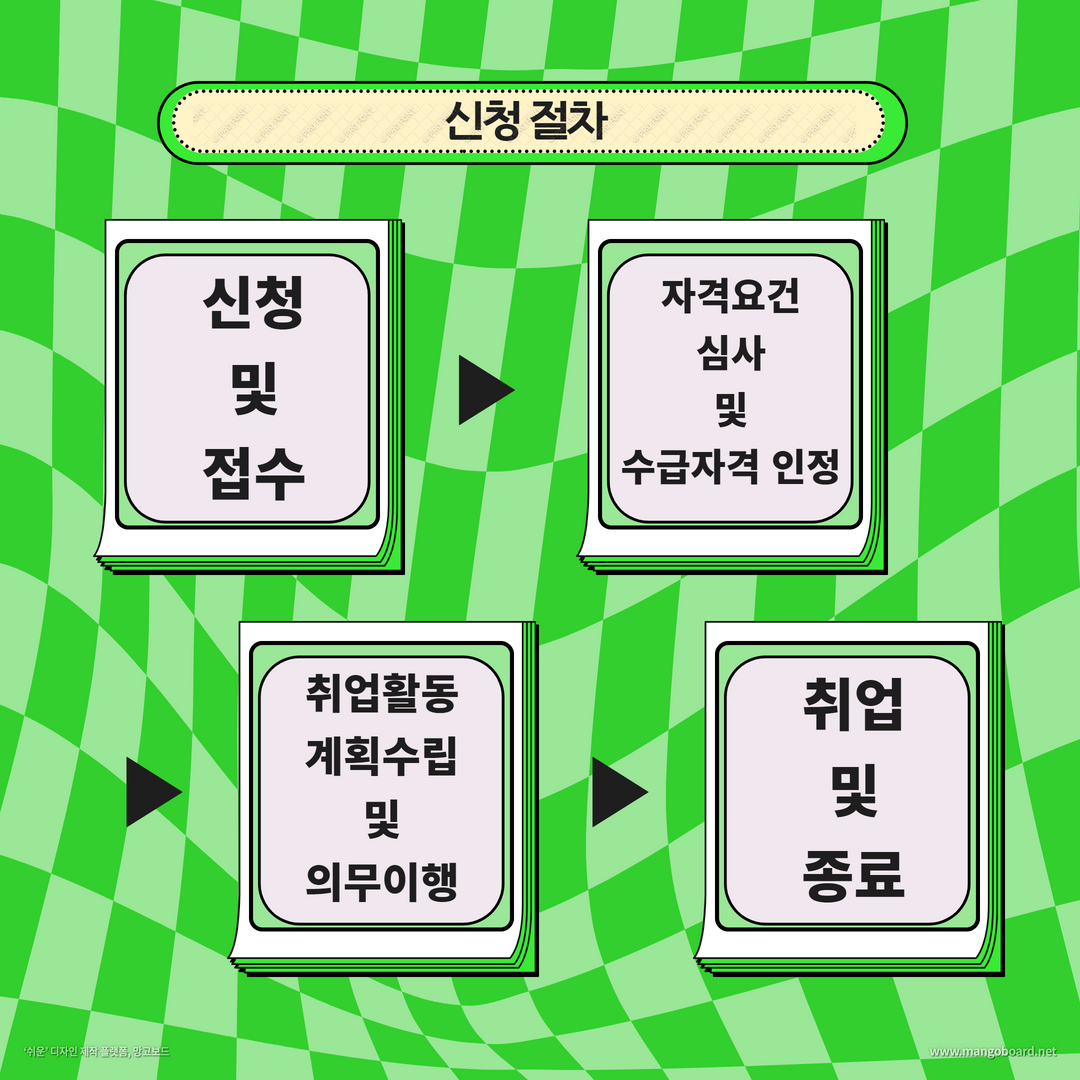 신청 절차
신청
및
접수
자격요건
심사
및
수급자격 인정
취업활동
계획수립
및
의무이행
취업
및
종료
'쉬운' 디자인 제작 플랫폼, 망고보드
www.mangoboard.net